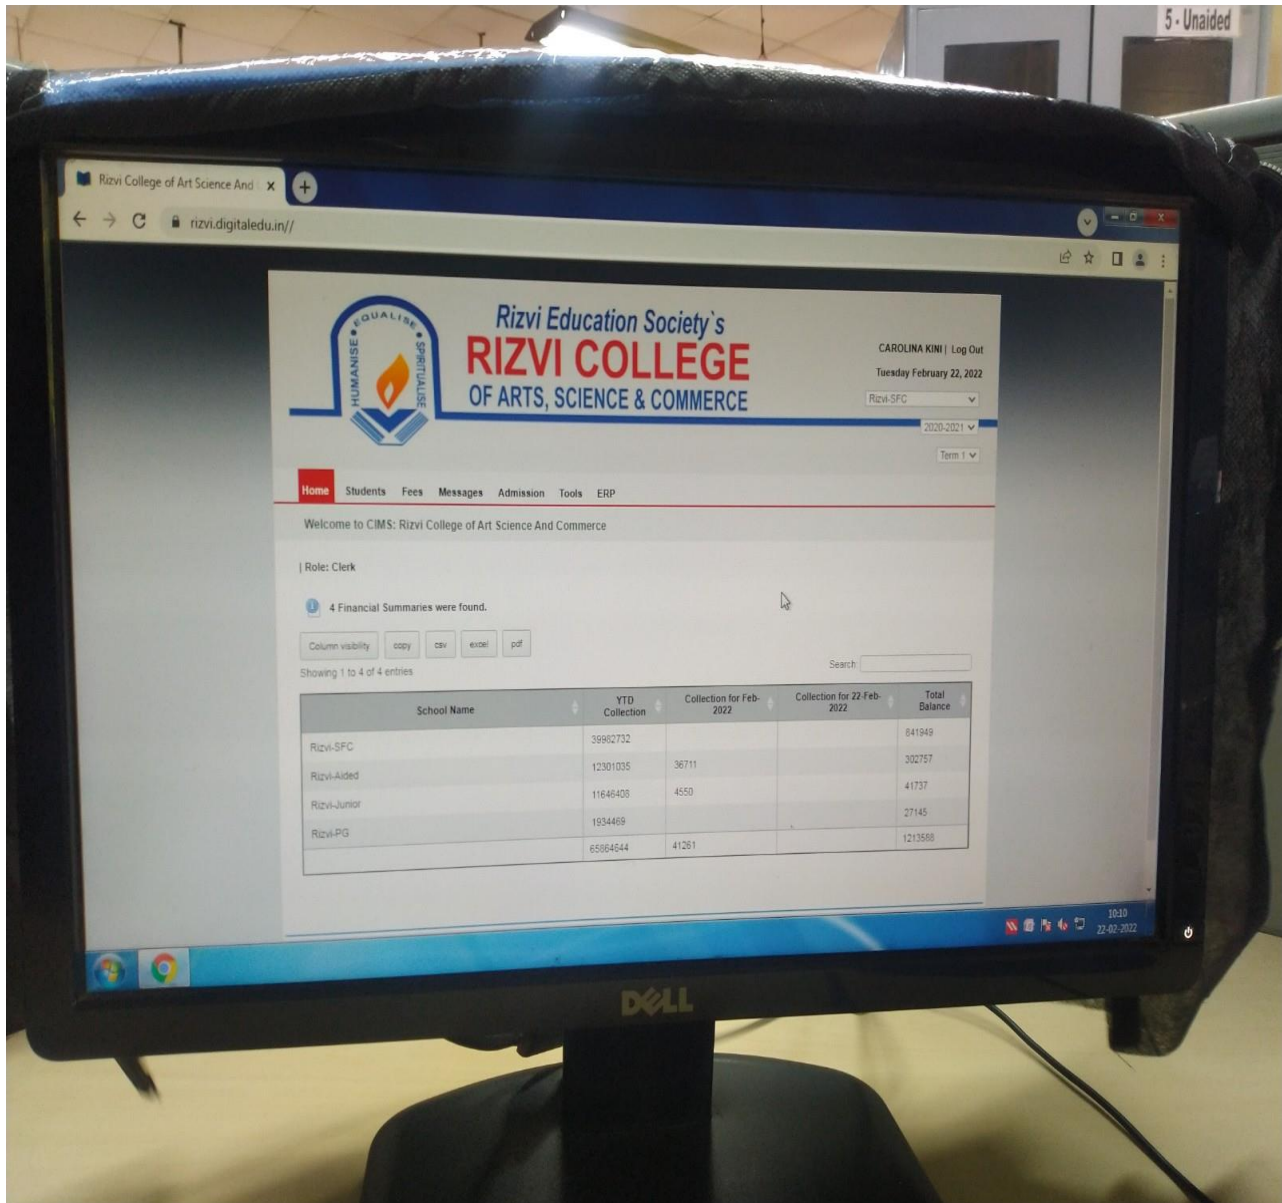 5 - Unaided
Rizvi College of Art Science And
rizvi.digitaledu.in//
HUMANISE • EQUALISE • SPIRITUALISE
Rizvi Education Society`s
RIZVI COLLEGE
OF ARTS, SCIENCE & COMMERCE
CAROLINA KINI | Log Out
Tuesday February 22, 2022
Rizvi-SFC
2020-2021
Term 1
Home Students Fees Messages Admission Tools ERP
Welcome to CIMS: Rizvi College of Art Science And Commerce
| Role: Clerk
4 Financial Summaries were found.
Column visibility copy csv excel pdf
Showing 1 to 4 of 4 entries
Search:
School Name YTD Collection Collection for Feb-2022 Collection for 22-Feb-2022 Total Balance
Rizvi-SFC 39982732 841949
Rizvi-Aided 12301035 36711 302757
Rizvi-Junior 11646408 4550 41737
Rizvi-PG 1934469 27145
65864644 41261 1213588
10:10
22-02-2022
DELL